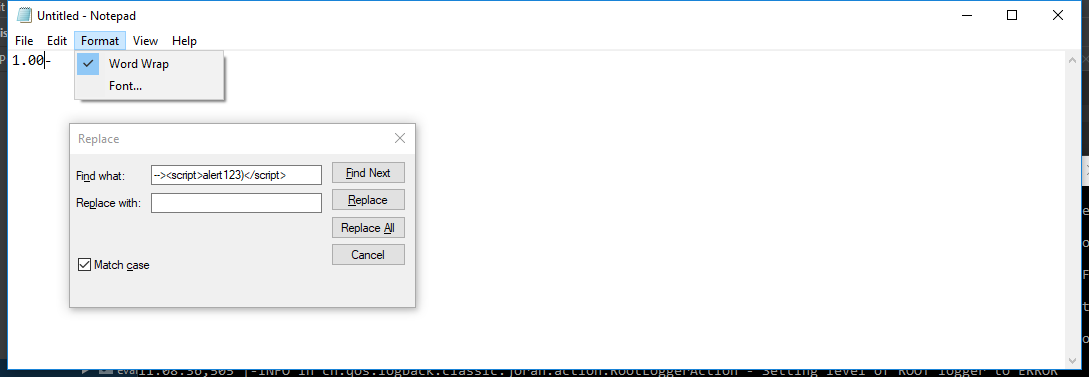 Untitled - Notepad
File Edit Format View Help
1.00-
Word Wrap
Font...
Replace
Find what: --><script>alert123)</script> Find Next
Replace with: Replace
Replace All
Cancel
Match case
eval 11:08:36,505 |-INFO in ch.qos.logback.classic.joran.action.RootLoggerAction - Setting level of ROOT logger to ERROR